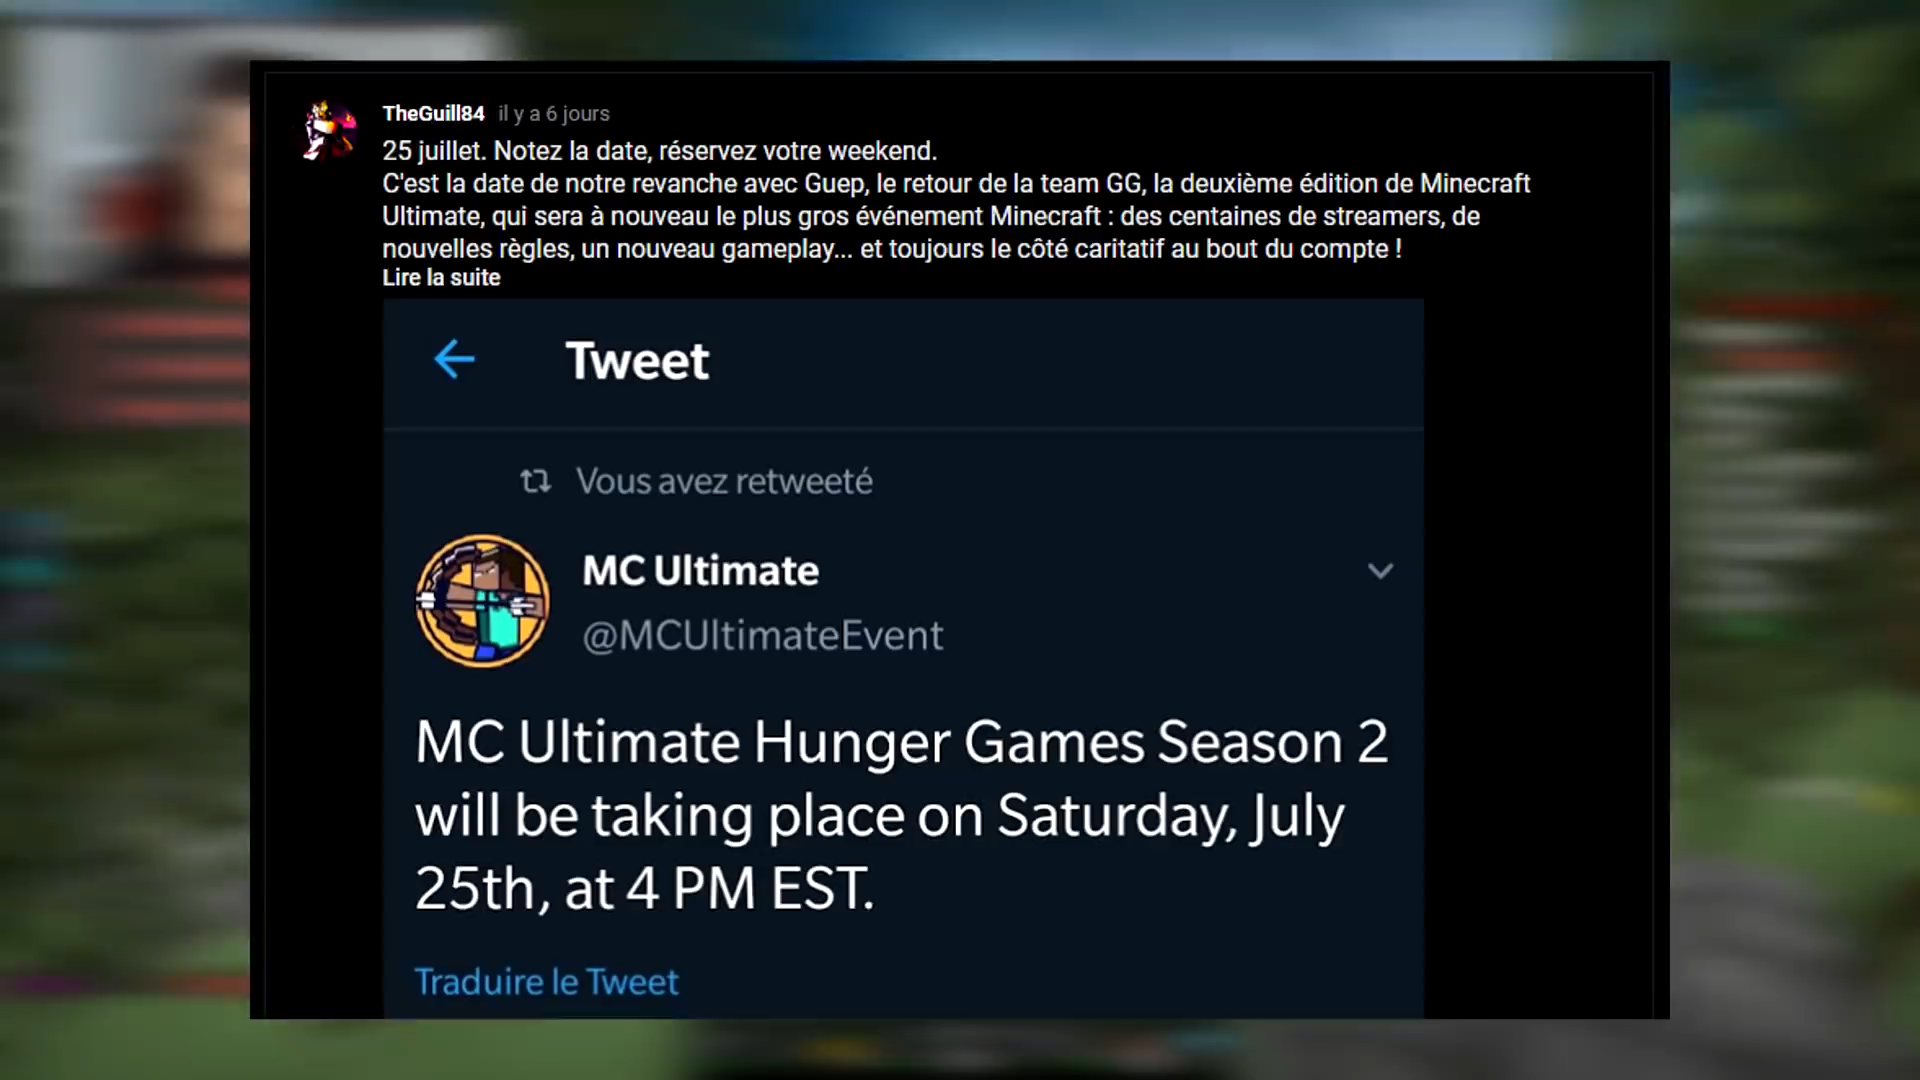 TheGuill84 il y a 6 jours
25 juillet. Notez la date, réservez votre weekend.
C'est la date de notre revanche avec Guep, le retour de la team GG, la deuxième édition de Minecraft
Ultimate, qui sera à nouveau le plus gros événement Minecraft : des centaines de streamers, de
nouvelles règles, un nouveau gameplay... et toujours le côté caritatif au bout du compte !
Lire la suite
Tweet
Vous avez retweeté
MC Ultimate
@MCUltimateEvent
MC Ultimate Hunger Games Season 2
will be taking place on Saturday, July
25th, at 4 PM EST.
Traduire le Tweet